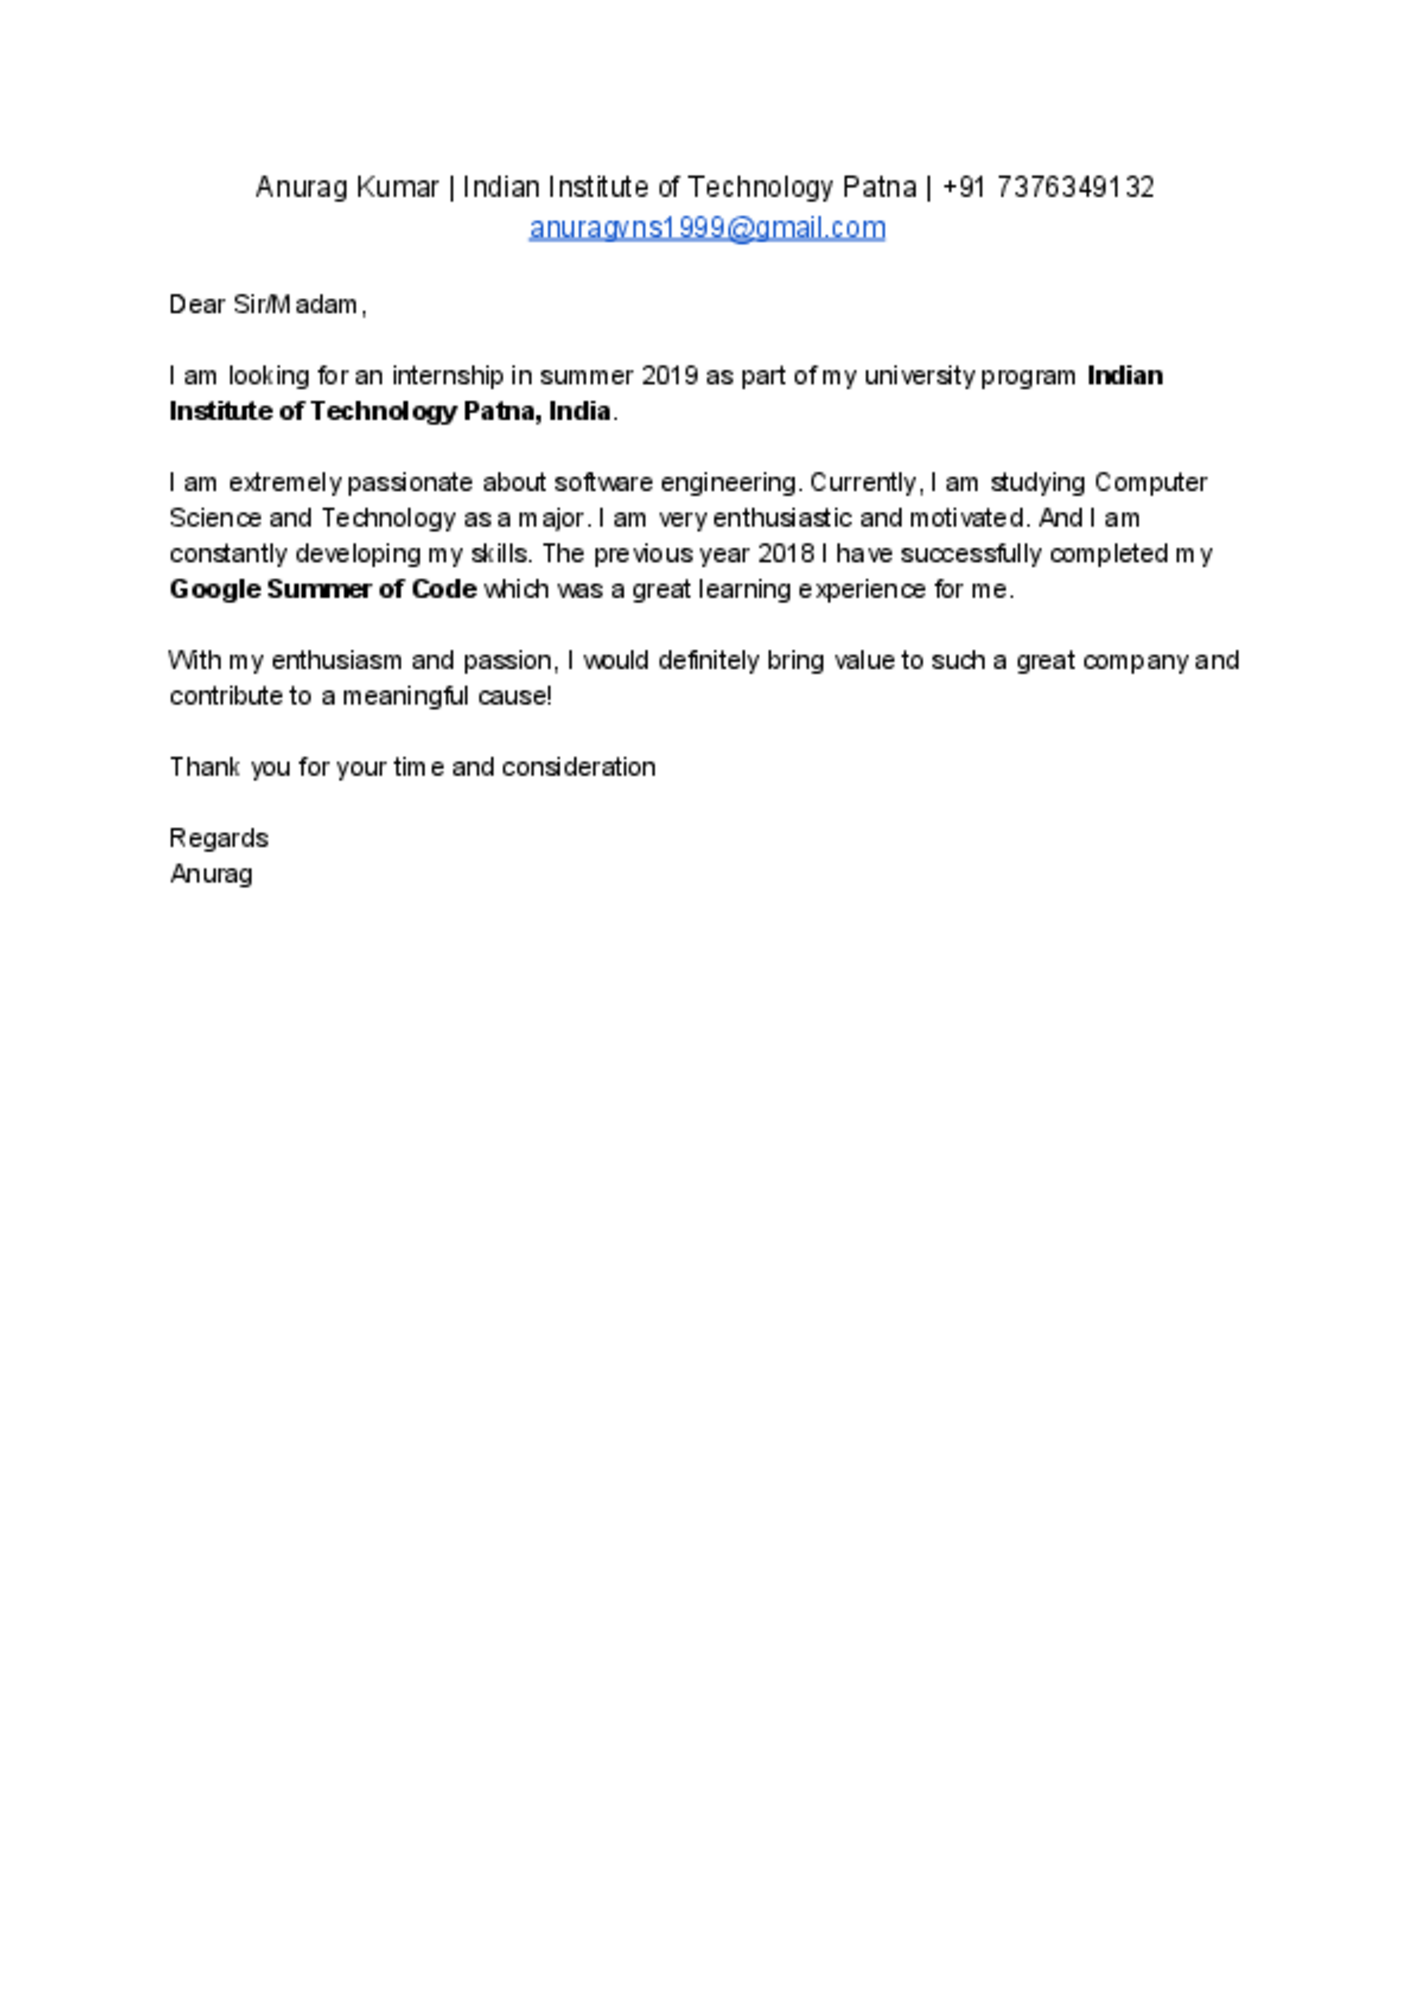 Anurag Kumar | Indian Institute of Technology Patna | +91 7376349132
anuragvns1999@gmail.com
Dear Sir/Madam,
I am looking for an internship in summer 2019 as part of my university program Indian
Institute of Technology Patna, India.
I am extremely passionate about software engineering. Currently, I am studying Computer
Science and Technology as a major. I am very enthusiastic and motivated. And I am
constantly developing my skills. The previous year 2018 I have successfully completed my
Google Summer of Code which was a great learning experience for me.
With my enthusiasm and passion, I would definitely bring value to such a great company and
contribute to a meaningful cause!
Thank you for your time and consideration
Regards
Anurag